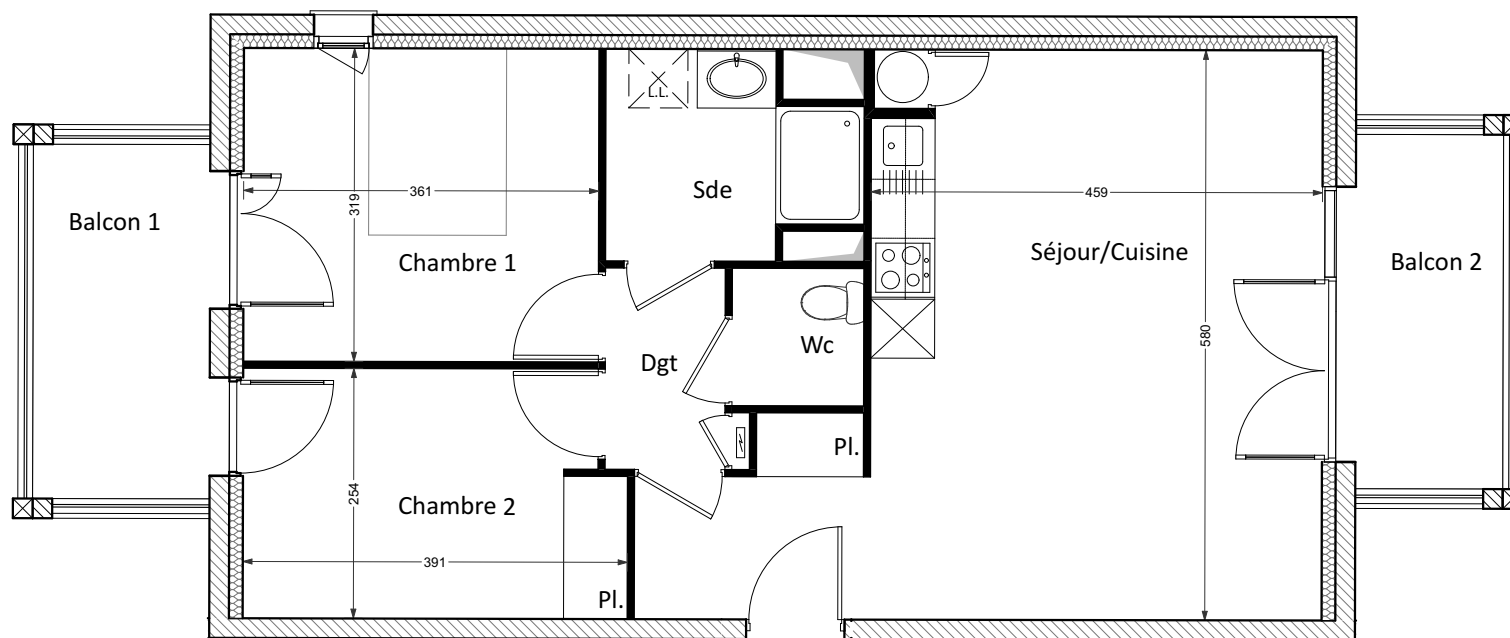 L.L.
361
319
459
Sde
Balcon 1
Séjour/Cuisine
Chambre 1
Balcon 2
580
Wc
Dgt
Pl.
254
Chambre 2
391
Pl.